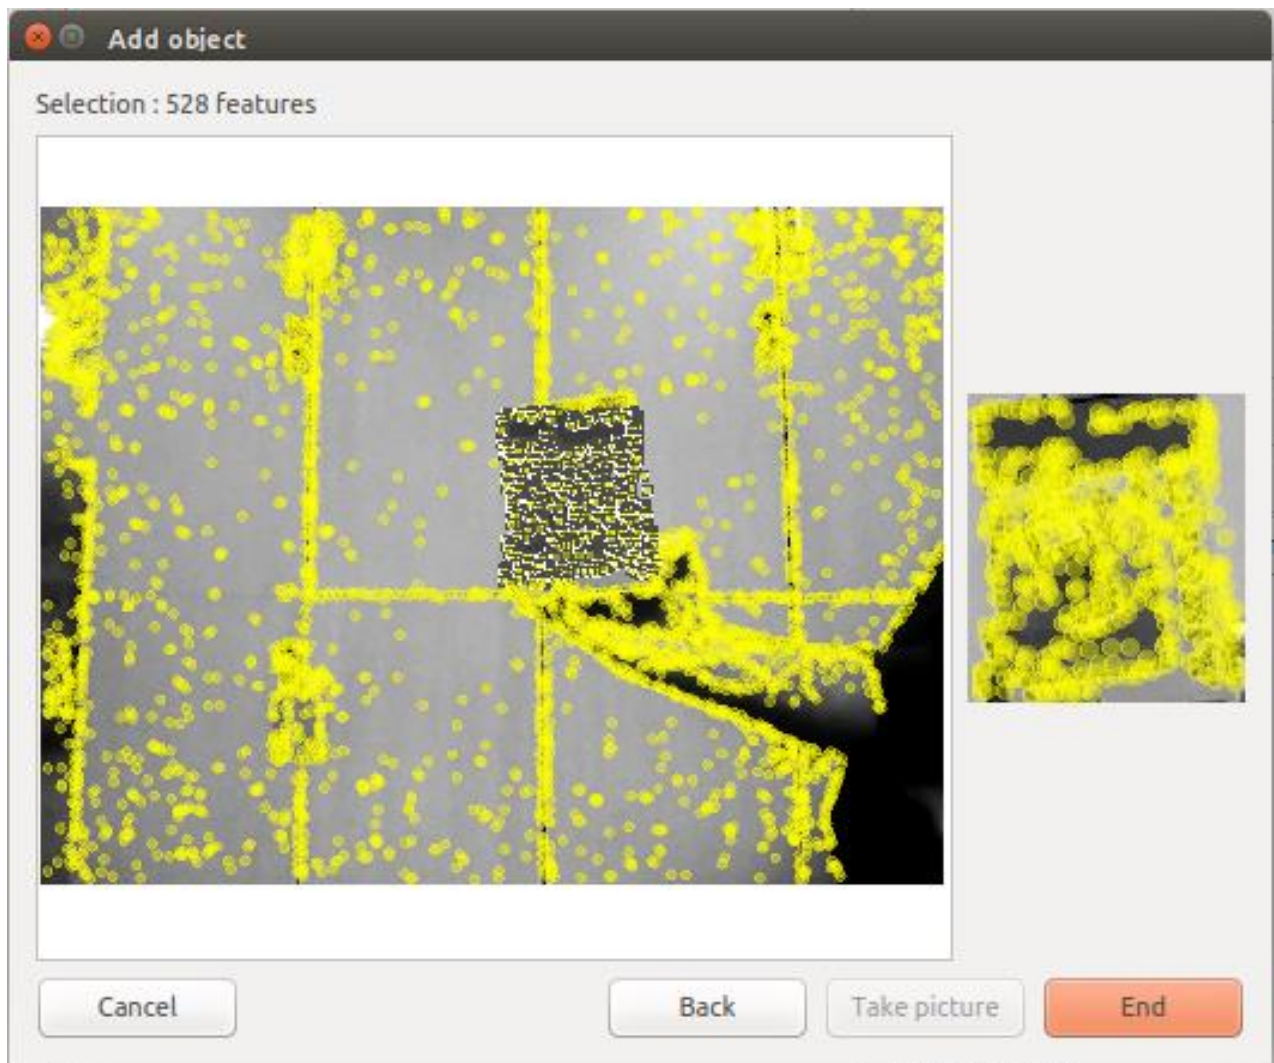 Add object
Selection : 528 features
Cancel
Back
Take picture
End